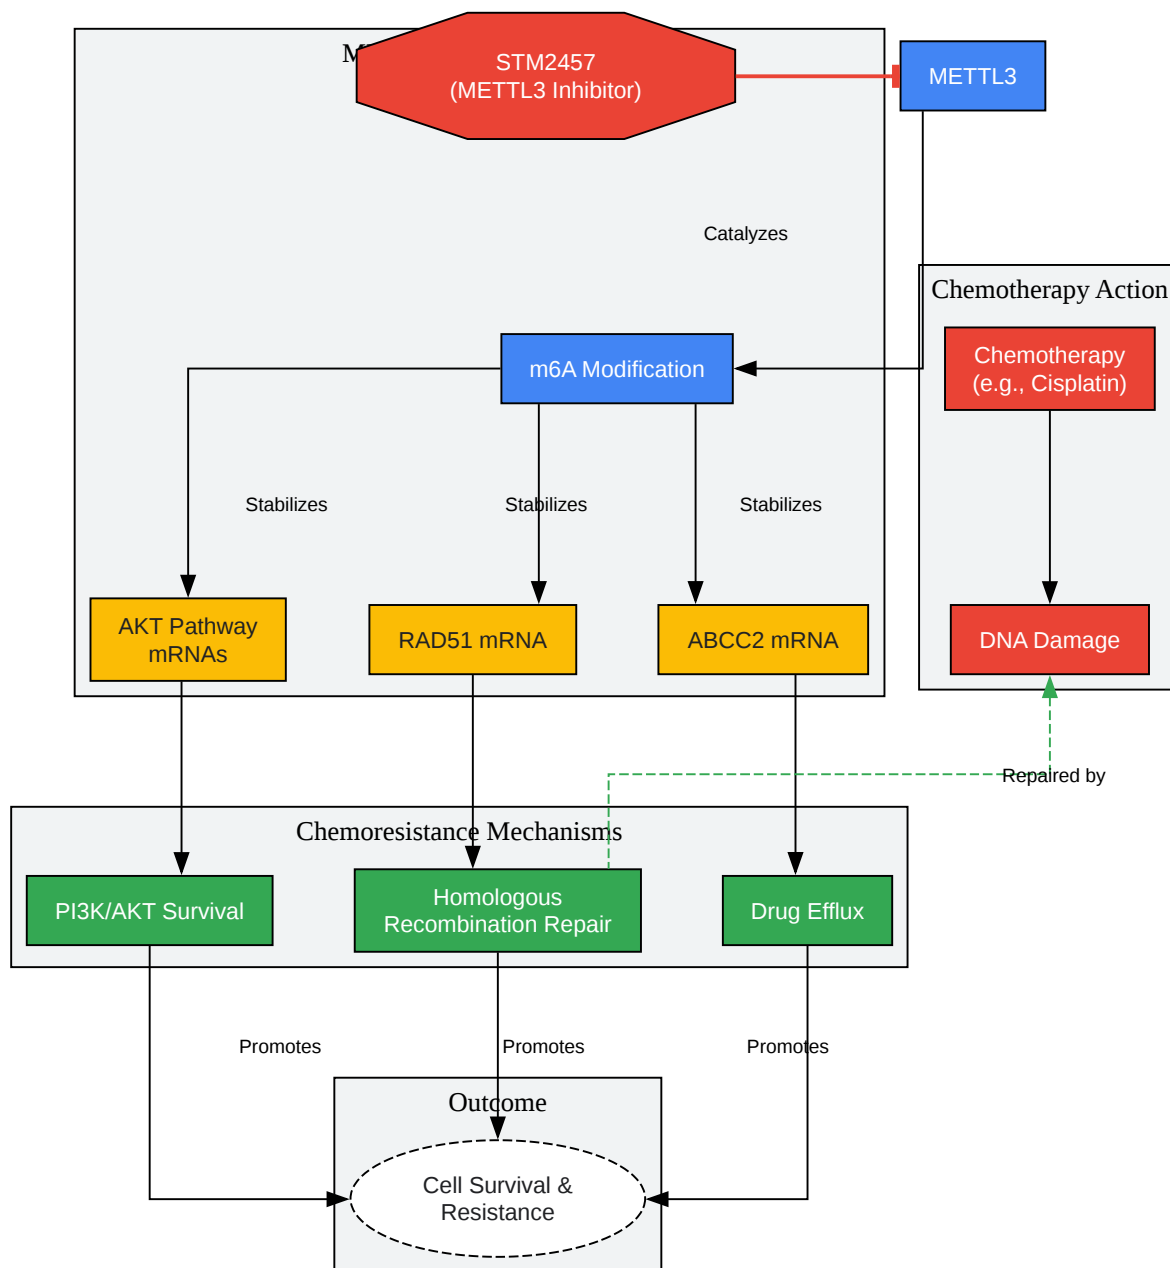 STM2457
(METTL3 Inhibitor)
METTL3
Catalyzes
Chemotherapy Action
m6A Modification
Chemotherapy
(e.g., Cisplatin)
Stabilizes
Stabilizes
Stabilizes
AKT Pathway
mRNAs
RAD51 mRNA
ABCC2 mRNA
DNA Damage
Repaired by
Chemoresistance Mechanisms
PI3K/AKT Survival
Homologous
Recombination Repair
Drug Efflux
Promotes
Promotes
Promotes
Outcome
Cell Survival &
Resistance